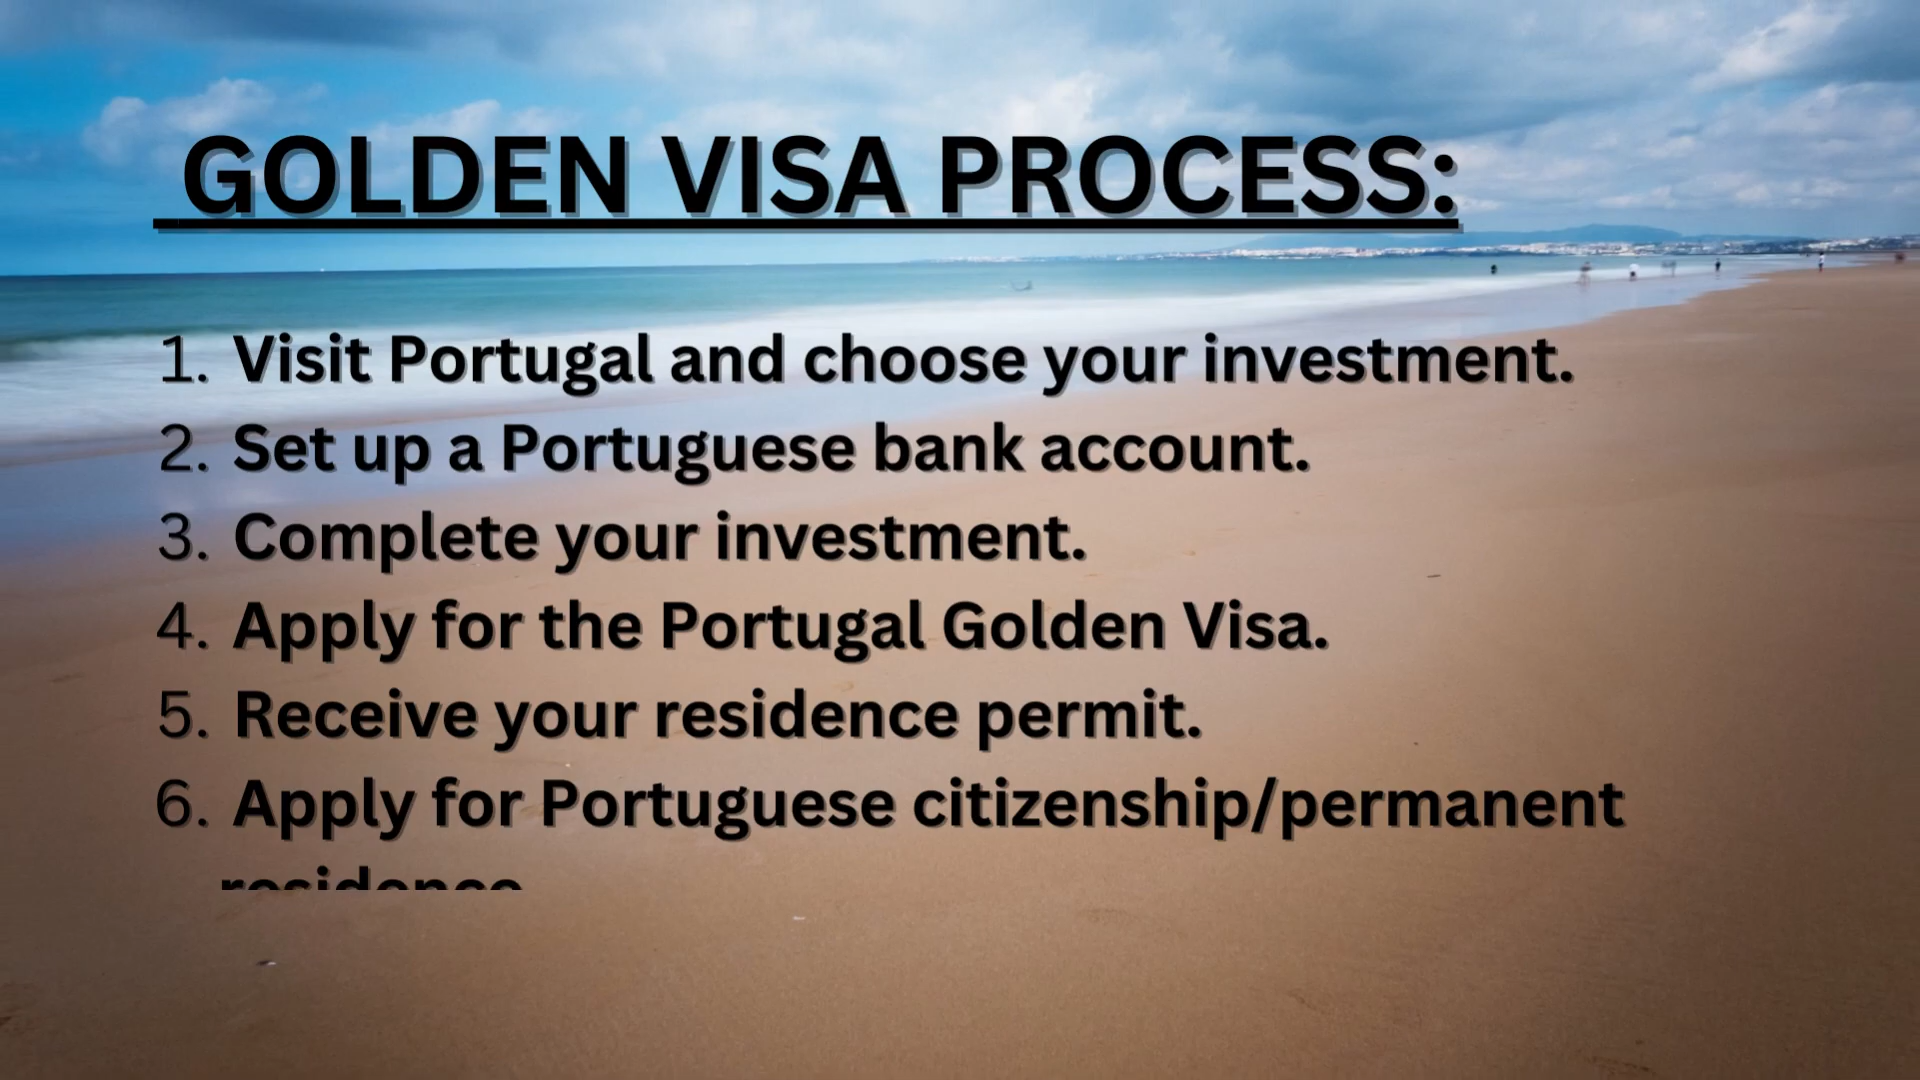 GOLDEN VISA PROCESS:
1. Visit Portugal and choose your investment.
2. Set up a Portuguese bank account.
3. Complete your investment.
4. Apply for the Portugal Golden Visa.
5. Receive your residence permit.
6. Apply for Portuguese citizenship/permanent
residence